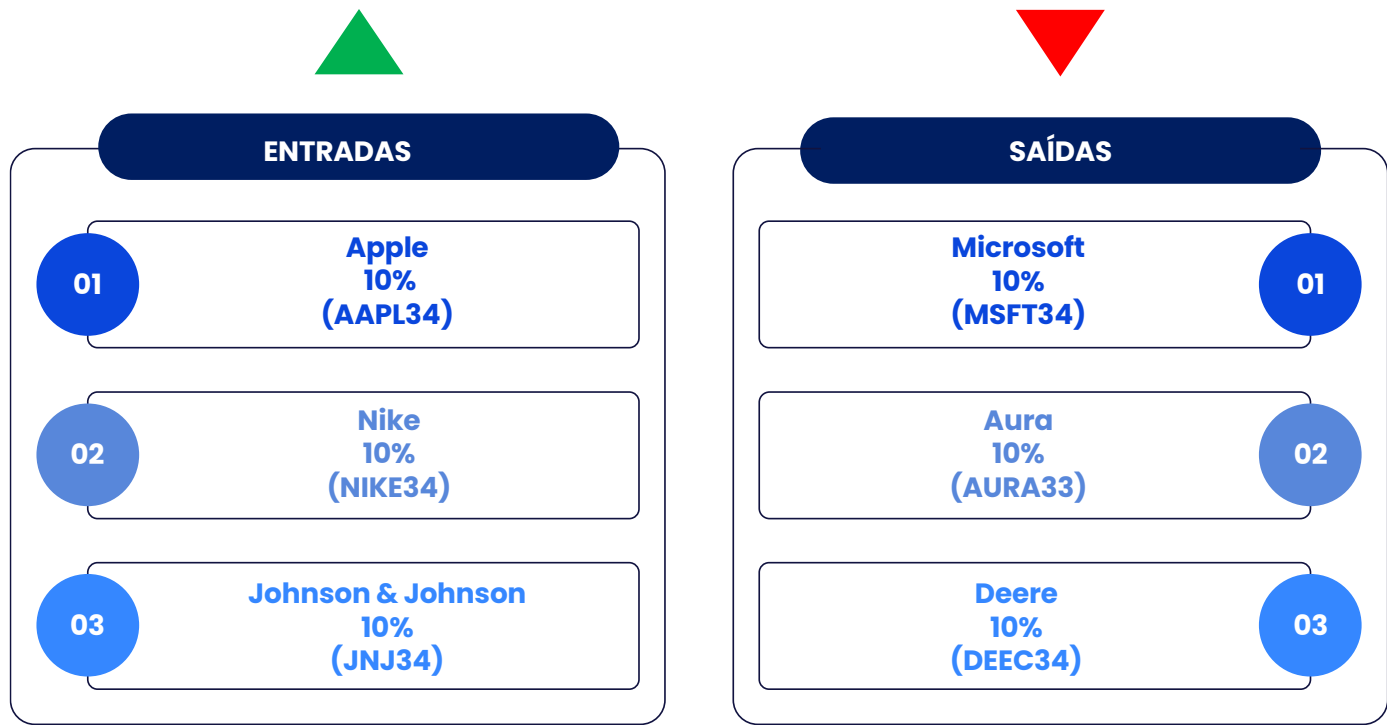 ENTRADAS
01
Apple
10%
(AAPL34)
02
Nike
10%
(NIKE34)
03
Johnson & Johnson
10%
(JNJ34)
SAÍDAS
Microsoft
10%
(MSFT34)
01
Aura
10%
(AURA33)
02
Deere
10%
(DEEC34)
03